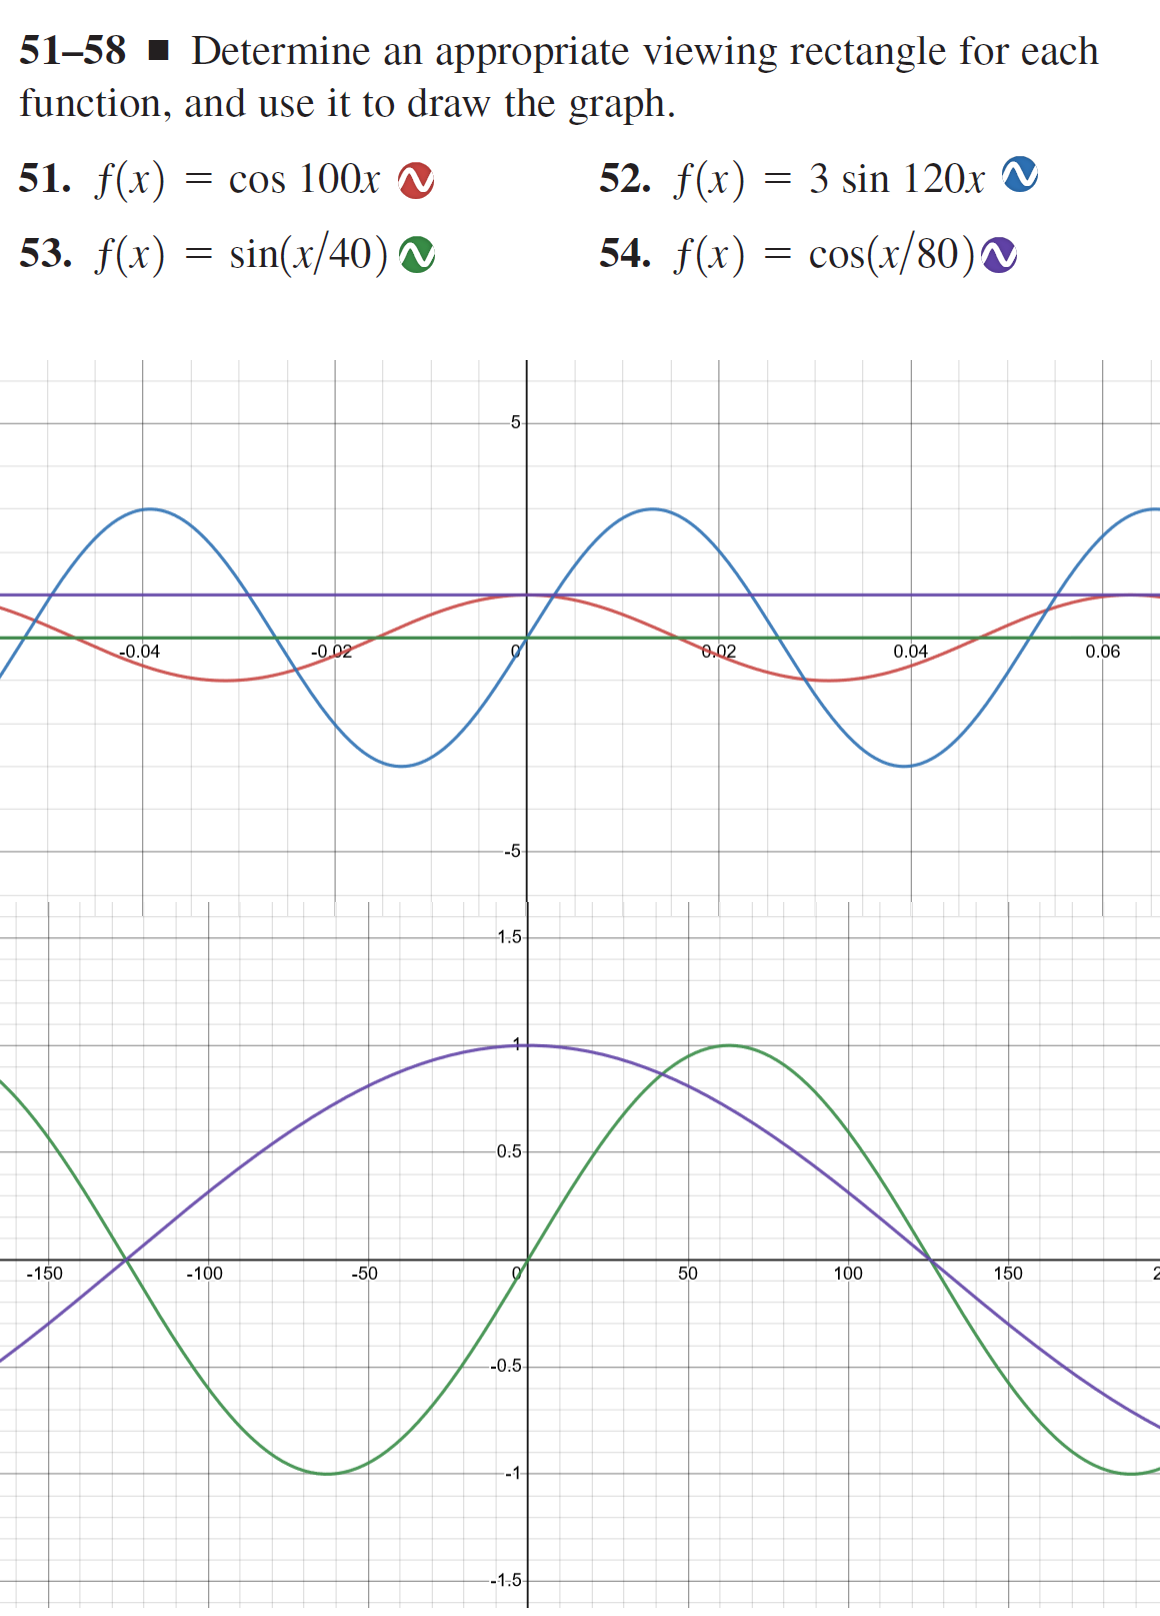 51–58 ■ Determine an appropriate viewing rectangle for each
function, and use it to draw the graph.
51. f(x) = cos 100x
52. f(x) = 3 sin 120x
53. f(x) = sin(x/40)
54. f(x) = cos(x/80)
5
-0.04 -0.02 0 0.02 0.04 0.06
-5
1.5
1
0.5
-150 -100 -50 0 50 100 150 2
-0.5
-1
-1.5